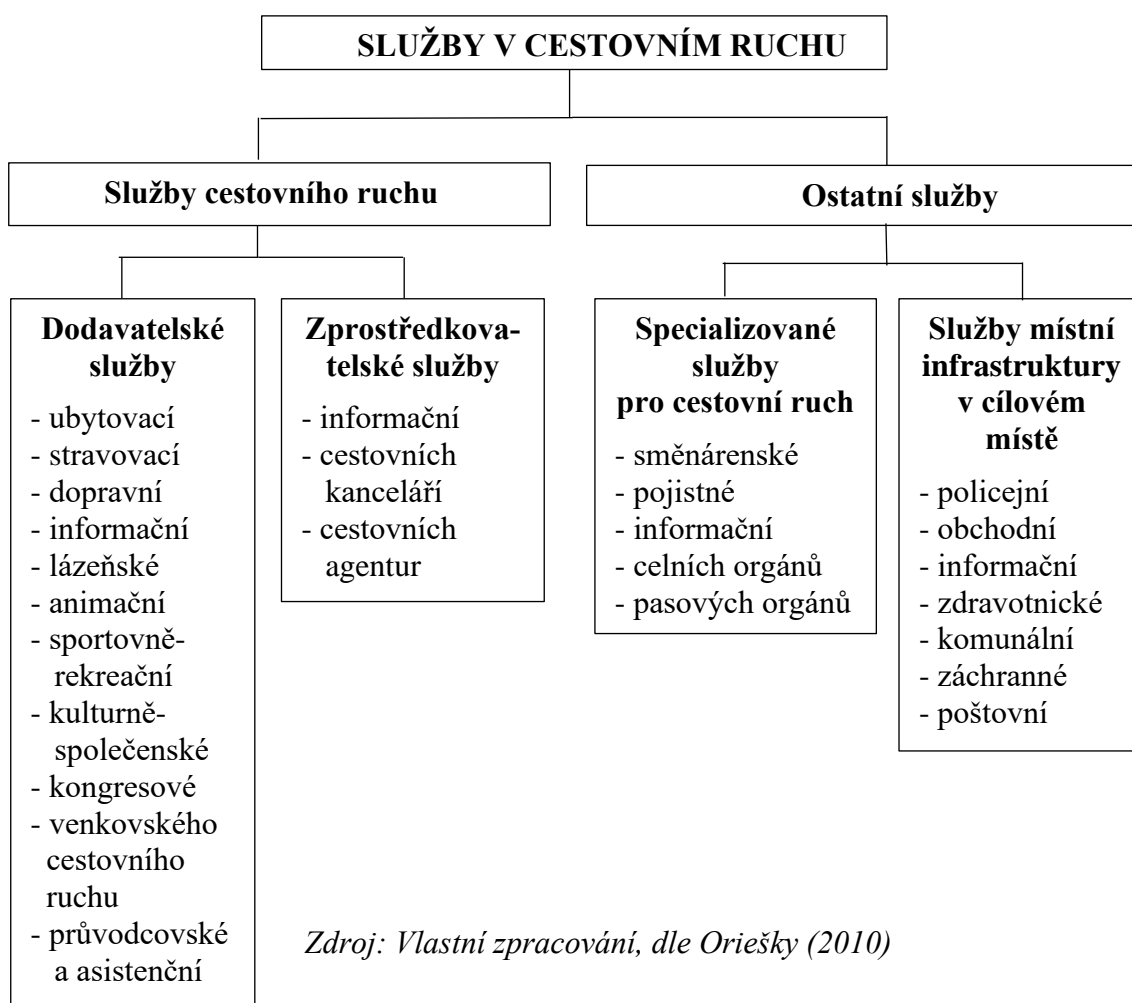 SLUŽBY V CESTOVNÍM RUCHU
Služby cestovního ruchu
Ostatní služby
Dodavatelské
služby
- ubytovací
- stravovací
- dopravní
- informační
- lázeňské
- animační
- sportovně-
rekreační
- kulturně-
společenské
- kongresové
- venkovského
cestovního
ruchu
- průvodcovské
a asistenční
Zprostředkova-
telské služby
- informační
- cestovních
kanceláří
- cestovních
agentur
Specializované
služby
pro cestovní ruch
- směnárenské
- pojistné
- informační
- celních orgánů
- pasových orgánů
Služby místní
infrastruktury
v cílovém
místě
- policejní
- obchodní
- informační
- zdravotnické
- komunální
- záchranné
- poštovní
Zdroj: Vlastní zpracování, dle Oriešky (2010)